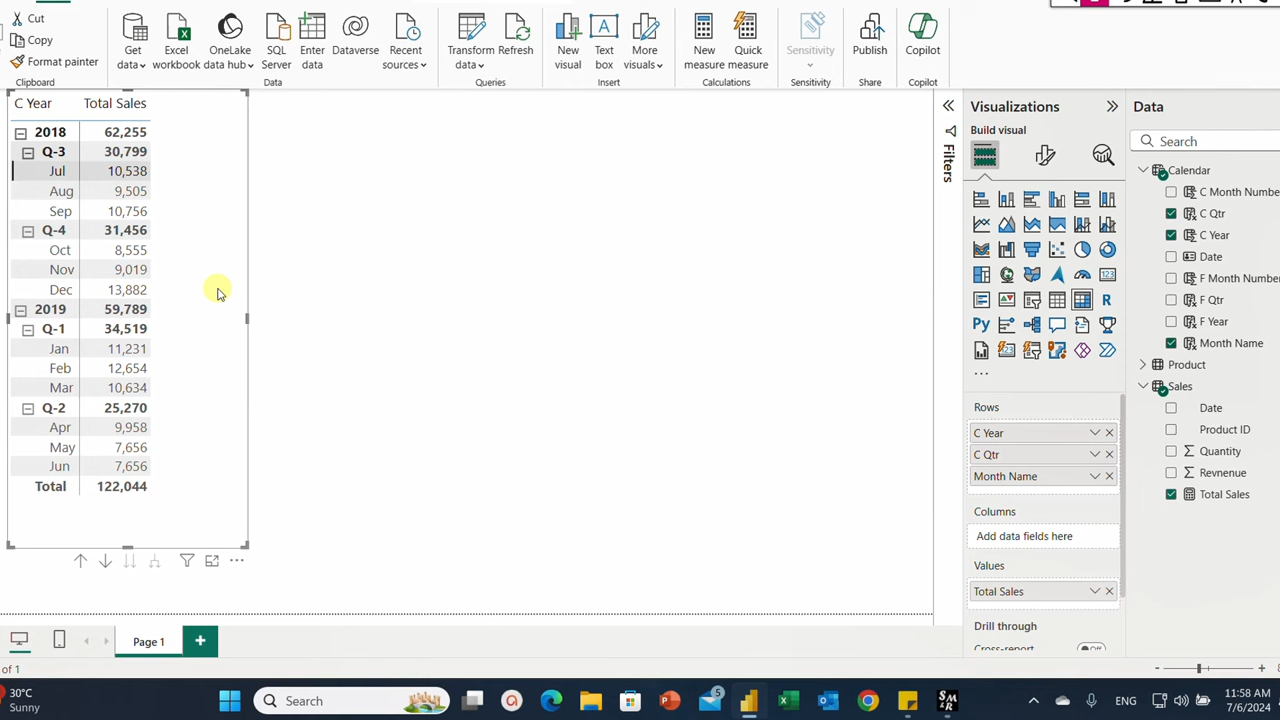 Cut
Copy
Format painter
Clipboard
Get data
Excel workbook
OneLake data hub
SQL Server
Enter data
Dataverse
Recent sources
Data
Transform data
Refresh
Queries
New visual
Text box
More visuals
Insert
New measure
Quick measure
Calculations
Sensitivity
Sensitivity
Publish
Share
Copilot
Copilot
C Year Total Sales
2018 62,255
Q-3 30,799
Jul 10,538
Aug 9,505
Sep 10,756
Q-4 31,456
Oct 8,555
Nov 9,019
Dec 13,882
2019 59,789
Q-1 34,519
Jan 11,231
Feb 12,654
Mar 10,634
Q-2 25,270
Apr 9,958
May 7,656
Jun 7,656
Total 122,044
Filters
Visualizations
Build visual
R
Py
Rows
C Year
C Qtr
Month Name
Columns
Add data fields here
Values
Total Sales
Drill through
Cross-report
Off
Data
Search
Calendar
C Month Numbe
C Qtr
C Year
Date
F Month Number
F Qtr
F Year
Month Name
Product
Sales
Date
Product ID
Quantity
Revnenue
Total Sales
Page 1
of 1
30°C
Sunny
Search
5
ENG
11:58 AM
7/6/2024